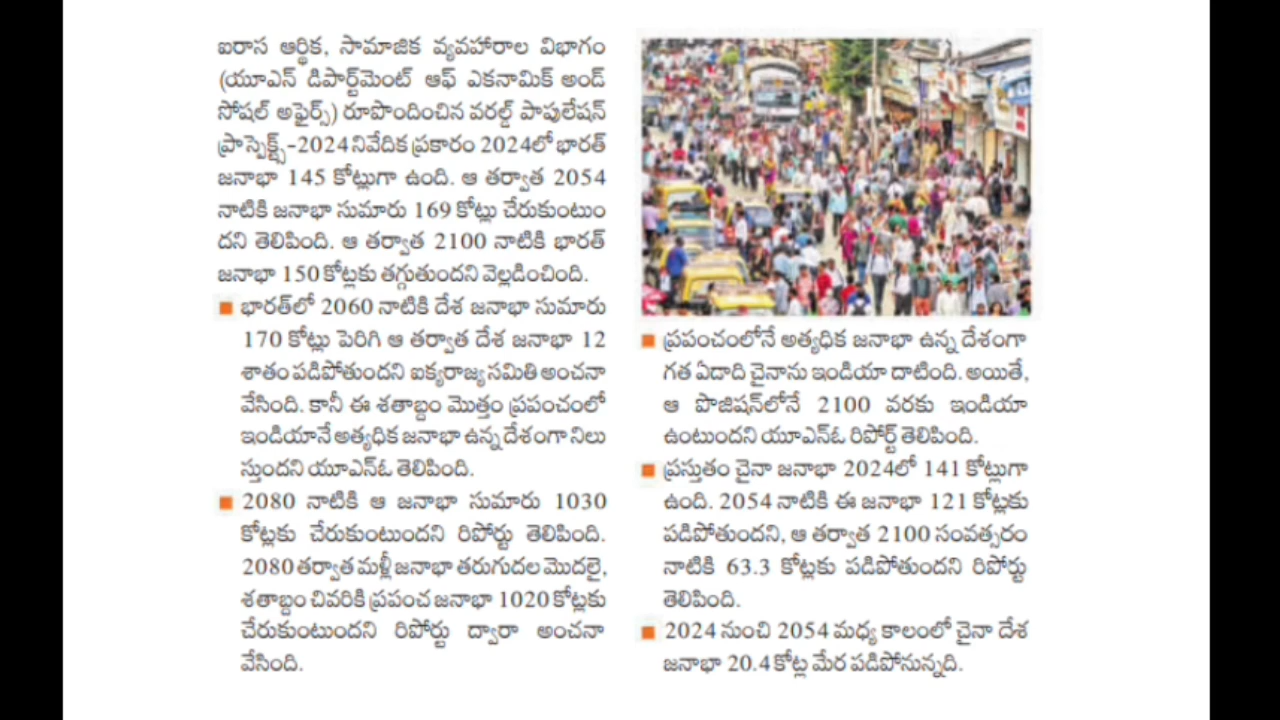 ఐరాస ఆర్థిక, సామాజిక వ్యవహారాల విభాగం
(యూఎన్ డిపార్ట్‌మెంట్ ఆఫ్ ఎకనామిక్ అండ్
సోషల్ అఫైర్స్) రూపొందించిన వరల్డ్ పాపులేషన్
ప్రాస్పెక్ట్స్-2024 నివేదిక ప్రకారం 2024లో భారత్
జనాభా 145 కోట్లుగా ఉంది. ఆ తర్వాత 2054
నాటికి జనాభా సుమారు 169 కోట్లు చేరుకుంటుం
దని తెలిపింది. ఆ తర్వాత 2100 నాటికి భారత్
జనాభా 150 కోట్లకు తగ్గుతుందని వెల్లడించింది.
భారత్‌లో 2060 నాటికి దేశ జనాభా సుమారు
170 కోట్లు పెరిగి ఆ తర్వాత దేశ జనాభా 12
శాతం పడిపోతుందని ఐక్యరాజ్య సమితి అంచనా
వేసింది. కానీ ఈ శతాబ్దం మొత్తం ప్రపంచంలో
ఇండియానే అత్యధిక జనాభా ఉన్న దేశంగా నిలు
స్తుందని యూఎన్ఓ తెలిపింది.
2080 నాటికి ఆ జనాభా సుమారు 1030
కోట్లకు చేరుకుంటుందని రిపోర్టు తెలిపింది.
2080 తర్వాత మళ్లీ జనాభా తరుగుదల మొదలై,
శతాబ్దం చివరికి ప్రపంచ జనాభా 1020 కోట్లకు
చేరుకుంటుందని రిపోర్టు ద్వారా అంచనా
వేసింది.
ప్రపంచంలోనే అత్యధిక జనాభా ఉన్న దేశంగా
గత ఏడాది చైనాను ఇండియా దాటింది. అయితే,
ఆ పొజిషన్‌లోనే 2100 వరకు ఇండియా
ఉంటుందని యూఎన్ఓ రిపోర్ట్ తెలిపింది.
ప్రస్తుతం చైనా జనాభా 2024లో 141 కోట్లుగా
ఉంది. 2054 నాటికి ఈ జనాభా 121 కోట్లకు
పడిపోతుందని, ఆ తర్వాత 2100 సంవత్సరం
నాటికి 63.3 కోట్లకు పడిపోతుందని రిపోర్టు
తెలిపింది.
2024 నుంచి 2054 మధ్య కాలంలో చైనా దేశ
జనాభా 20.4 కోట్ల మేర పడిపోనున్నది.